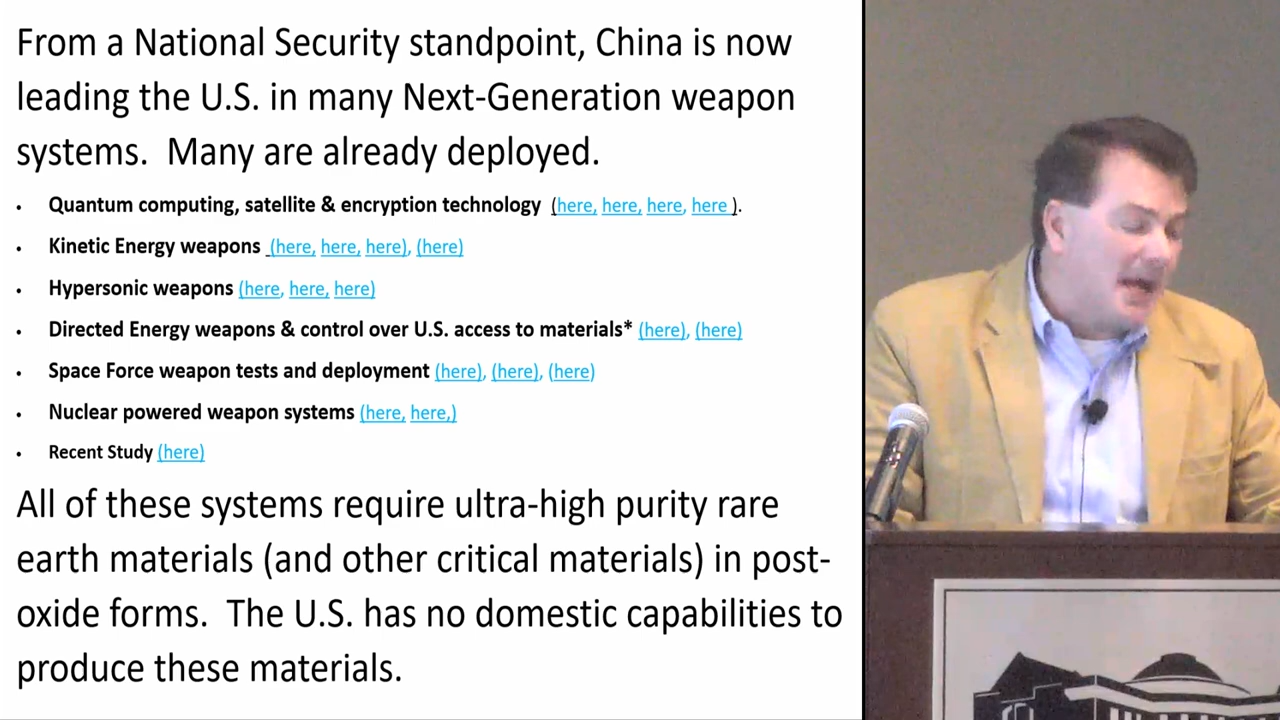 From a National Security standpoint, China is now
leading the U.S. in many Next-Generation weapon
systems.  Many are already deployed.
• Quantum computing, satellite & encryption technology  (here, here, here, here ).
• Kinetic Energy weapons  (here, here, here), (here)
• Hypersonic weapons (here, here, here)
• Directed Energy weapons & control over U.S. access to materials* (here), (here)
• Space Force weapon tests and deployment (here), (here), (here)
• Nuclear powered weapon systems (here, here,)
• Recent Study (here)
All of these systems require ultra-high purity rare
earth materials (and other critical materials) in post-
oxide forms.  The U.S. has no domestic capabilities to
produce these materials.